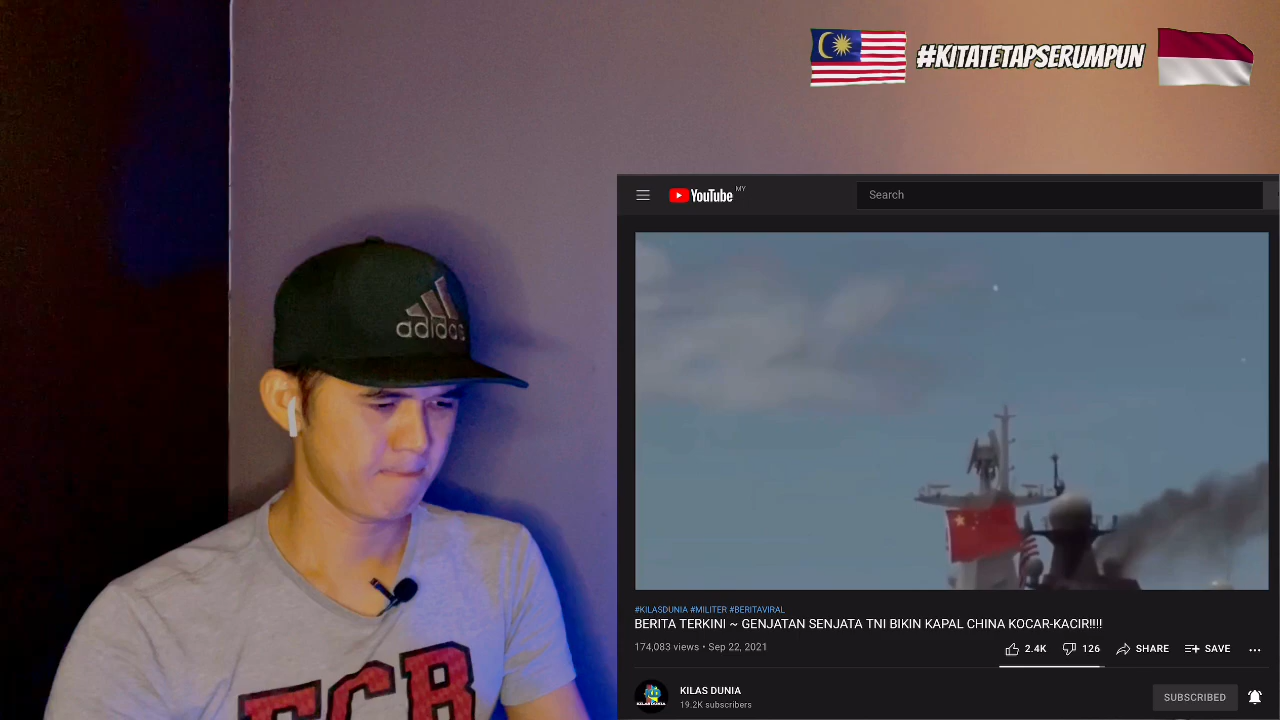 #KITATETAPSERUMPUN
YouTube MY
Search
adidas
#KILASDUNIA #MILITER #BERITAVIRAL
BERITA TERKINI ~ GENJATAN SENJATA TNI BIKIN KAPAL CHINA KOCAR-KACIR!!!!
174,083 views • Sep 22, 2021
2.4K
126
SHARE
SAVE
KILAS DUNIA
19.2K subscribers
SUBSCRIBED